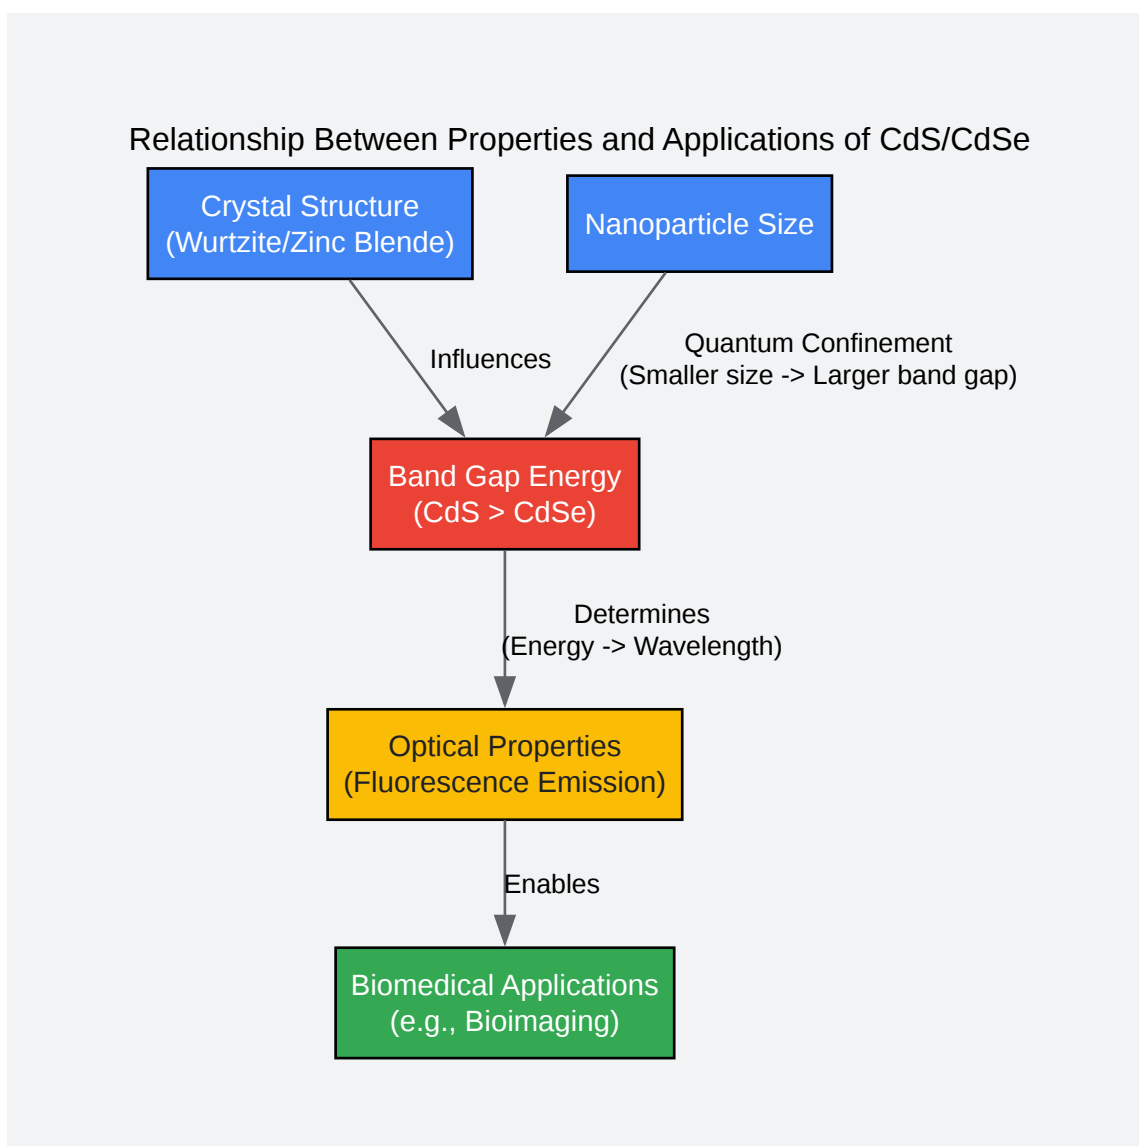 Relationship Between Properties and Applications of CdS/CdSe
Crystal Structure
(Wurtzite/Zinc Blende)
Nanoparticle Size
Influences
Quantum Confinement
(Smaller size -> Larger band gap)
Band Gap Energy
(CdS > CdSe)
Determines
(Energy -> Wavelength)
Optical Properties
(Fluorescence Emission)
Enables
Biomedical Applications
(e.g., Bioimaging)